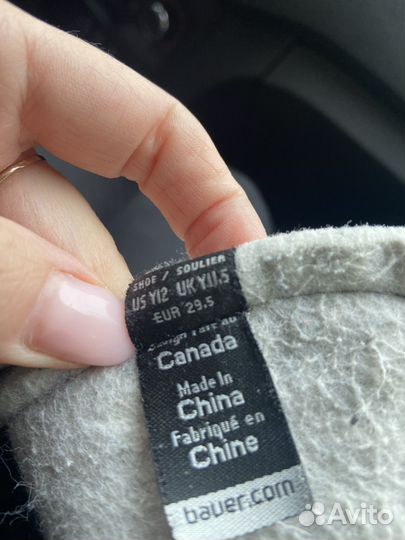 SHOE / SOULIER
US Y12 UK Y11.5
EUR 29.5
Canada
Made In
China
Fabriqué en
Chine
bauer.com
Avito